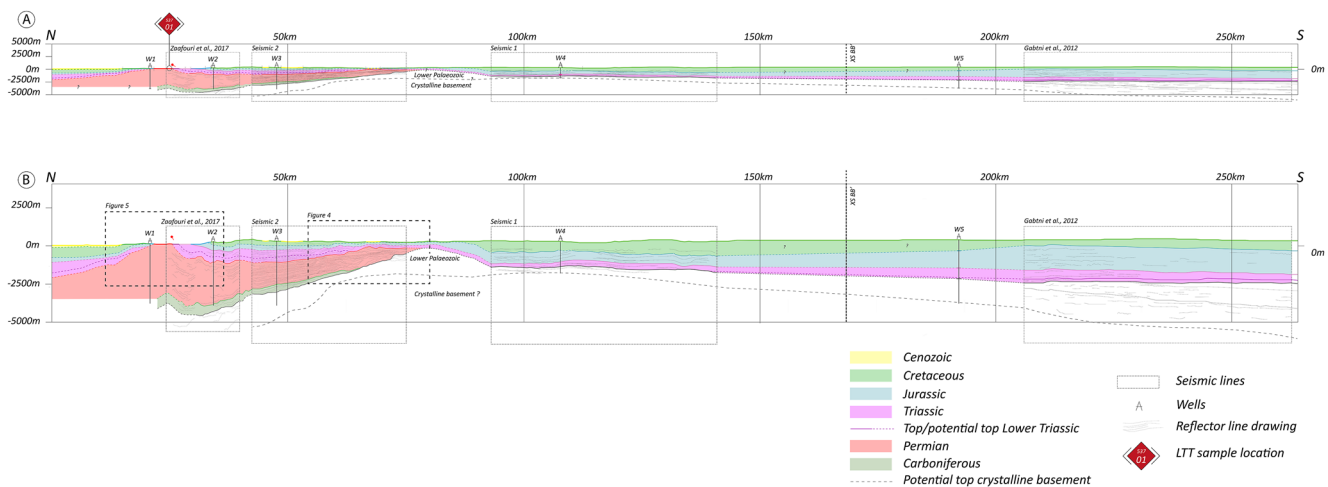 A
N
S37
01
50km
100km
150km
200km
250km
S
5000m
2500m
0m
-2500m
-5000m
0m
Zaafouri et al., 2017
Seismic 2
Seismic 1
Gabtni et al., 2012
W1
W2
W3
W4
W5
XS BB'
Lower Palaeozoic
?
Crystalline basement
?
?
?
?
B
N
50km
100km
150km
200km
250km
S
2500m
0m
-2500m
-5000m
0m
Figure 5
Zaafouri et al., 2017
Seismic 2
Figure 4
Seismic 1
Gabtni et al., 2012
W1
W2
W3
W4
W5
XS BB'
Lower Palaeozoic
Crystalline basement ?
?
?
Cenozoic
Cretaceous
Jurassic
Triassic
Top/potential top Lower Triassic
Permian
Carboniferous
Potential top crystalline basement
Seismic lines
Wells
Reflector line drawing
S37
01
LTT sample location